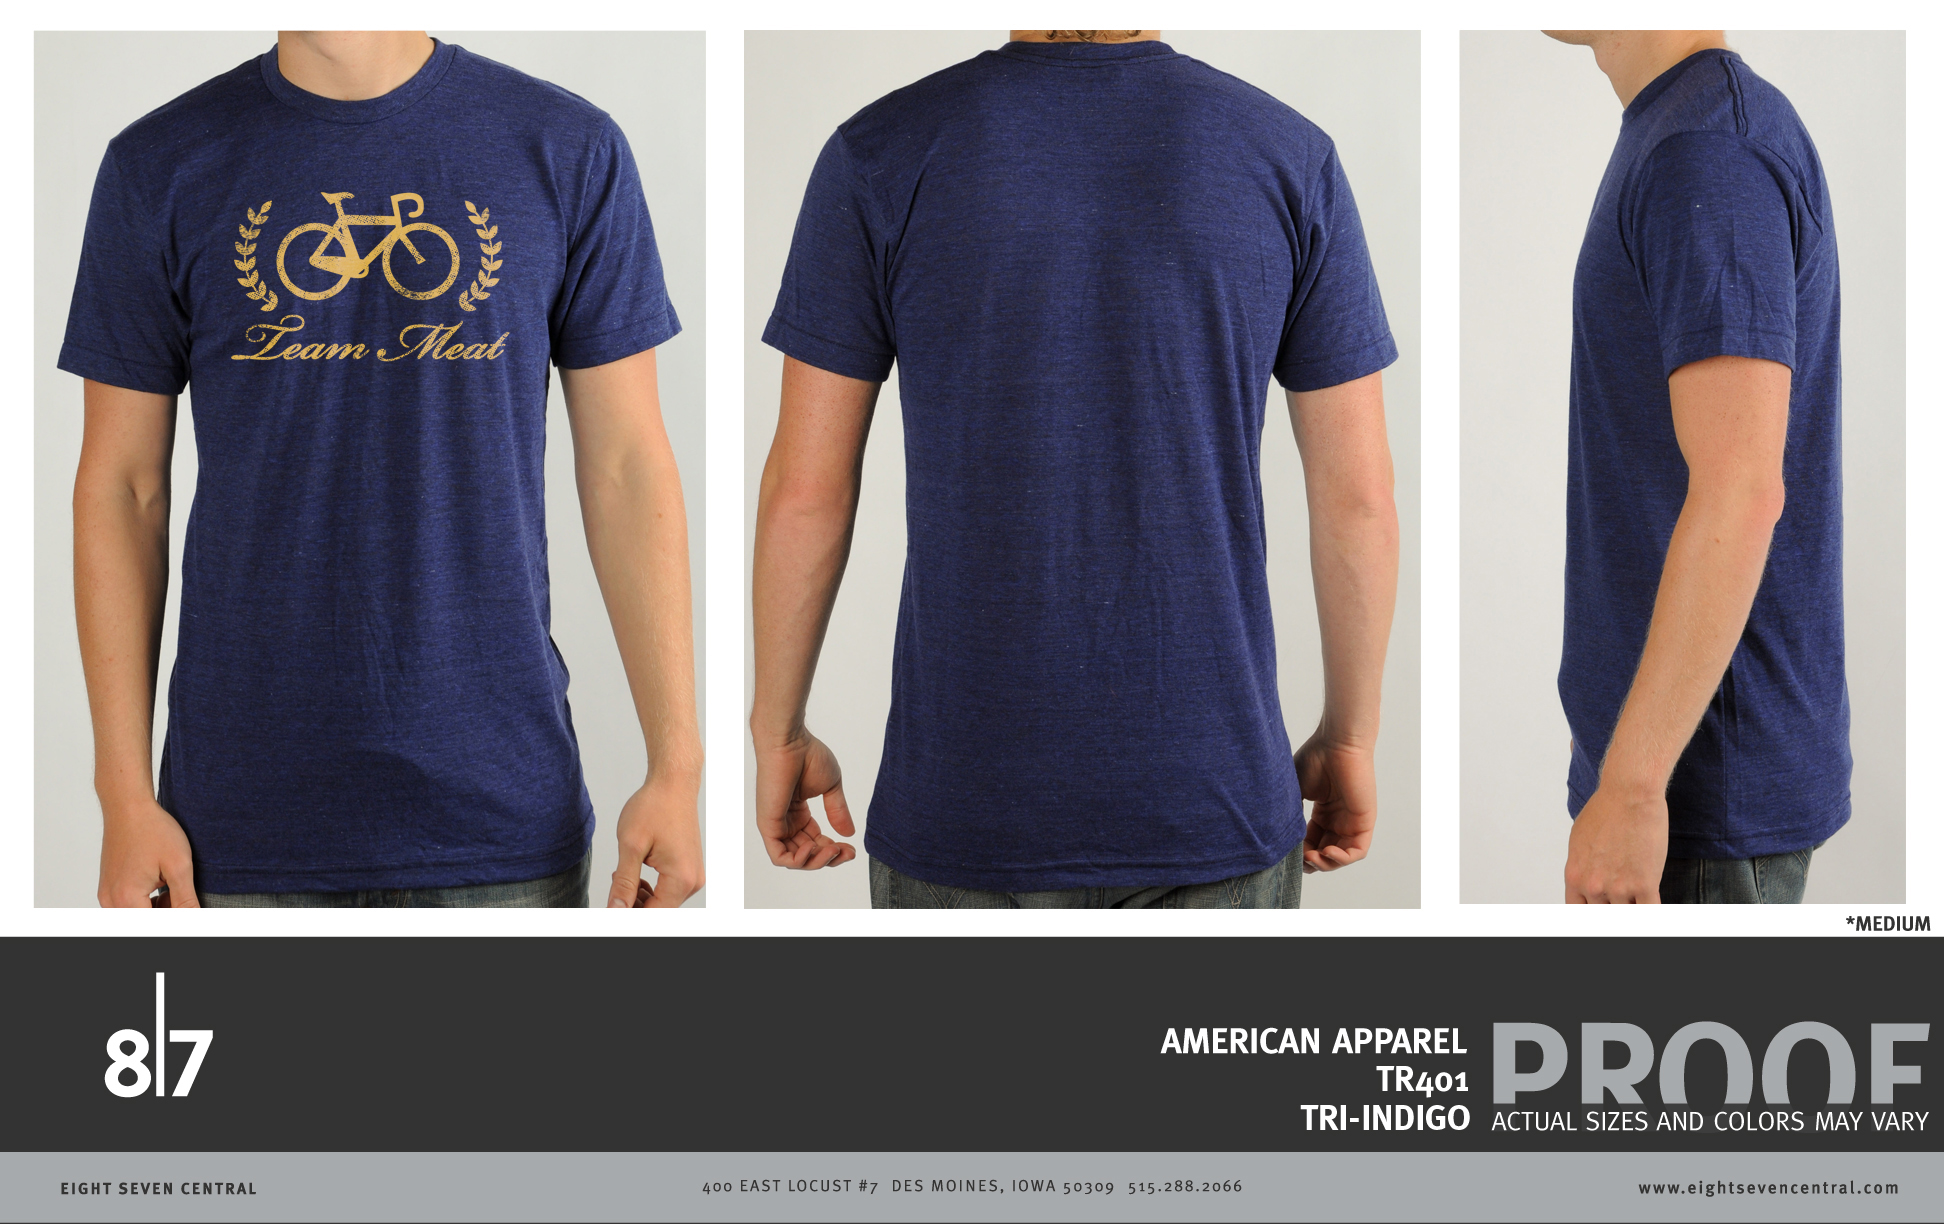 Team Meat
*MEDIUM
8|7
AMERICAN APPAREL
TR401
TRI-INDIGO
PROOF
ACTUAL SIZES AND COLORS MAY VARY
EIGHT SEVEN CENTRAL
400 EAST LOCUST #7 DES MOINES, IOWA 50309 515.288.2066
www.eightsevencentral.com